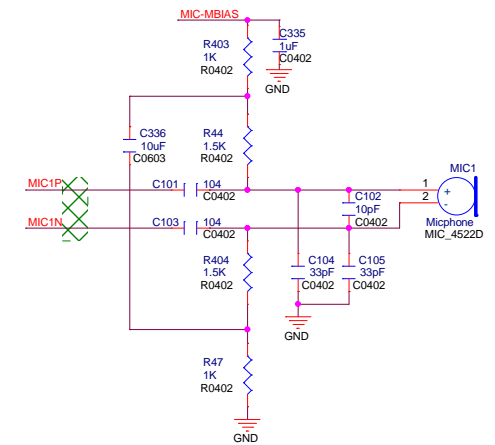 MIC-MBIAS
R403
1K
R0402
C335
1uF
C0402
GND
C336
10uF
C0603
R44
1.5K
R0402
MIC1P
C101
104
C0402
MIC1N
C103
104
C0402
C102
10pF
C0402
1
2
MIC1
+
-
Micphone
MIC_4522D
R404
1.5K
R0402
C104
33pF
C0402
C105
33pF
C0402
GND
R47
1K
R0402
GND